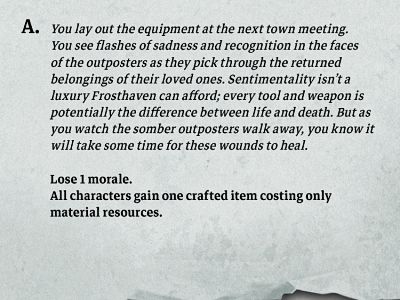 A. You lay out the equipment at the next town meeting.
You see flashes of sadness and recognition in the faces
of the outposters as they pick through the returned
belongings of their loved ones. Sentimentality isn't a
luxury Frosthaven can afford; every tool and weapon is
potentially the difference between life and death. But as
you watch the somber outposters walk away, you know it
will take some time for these wounds to heal.
Lose 1 morale.
All characters gain one crafted item costing only
material resources.